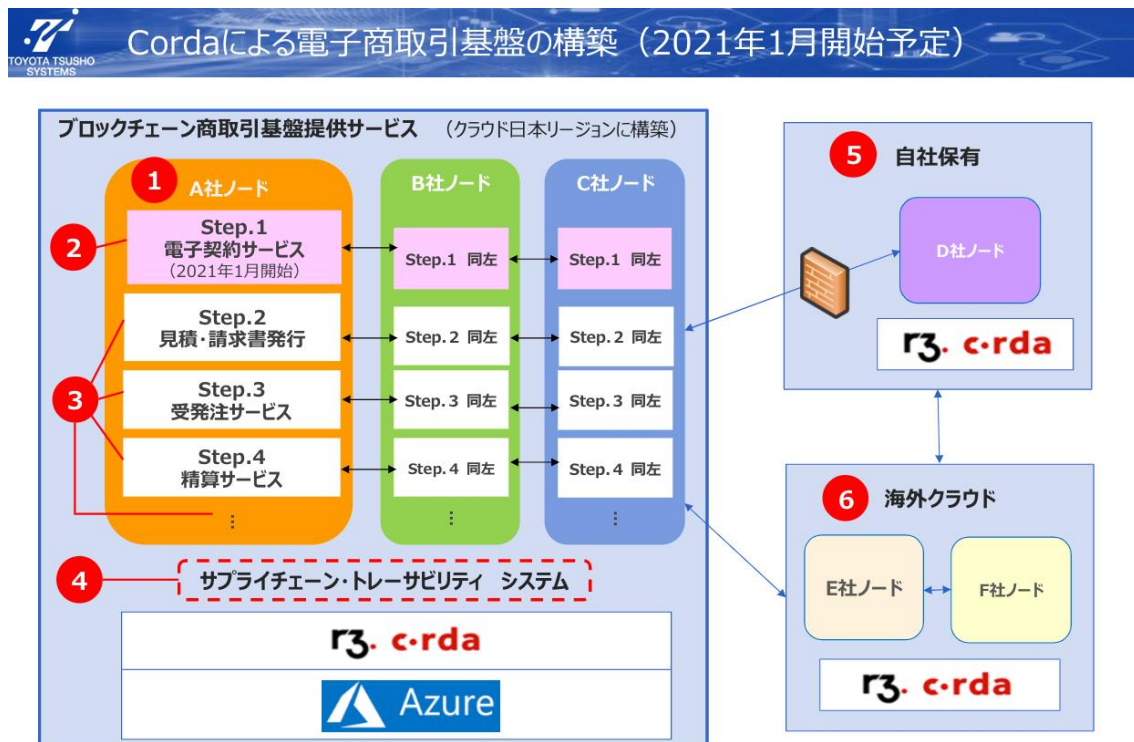 TOYOTA TSUSHO
SYSTEMS
Cordaによる電子商取引基盤の構築（2021年1月開始予定）
ブロックチェーン商取引基盤提供サービス （クラウド日本リージョンに構築）
1
A社ノード
B社ノード
C社ノード
2
Step.1
電子契約サービス
（2021年1月開始）
Step.1 同左
Step.1 同左
Step.2
見積・請求書発行
Step.2 同左
Step.2 同左
3
Step.3
受発注サービス
Step.3 同左
Step.3 同左
Step.4
精算サービス
Step.4 同左
Step.4 同左
⋮
⋮
⋮
4
サプライチェーン・トレーサビリティ システム
r3. c·rda
Azure
5
自社保有
D社ノード
r3. c·rda
6
海外クラウド
E社ノード
F社ノード
r3. c·rda